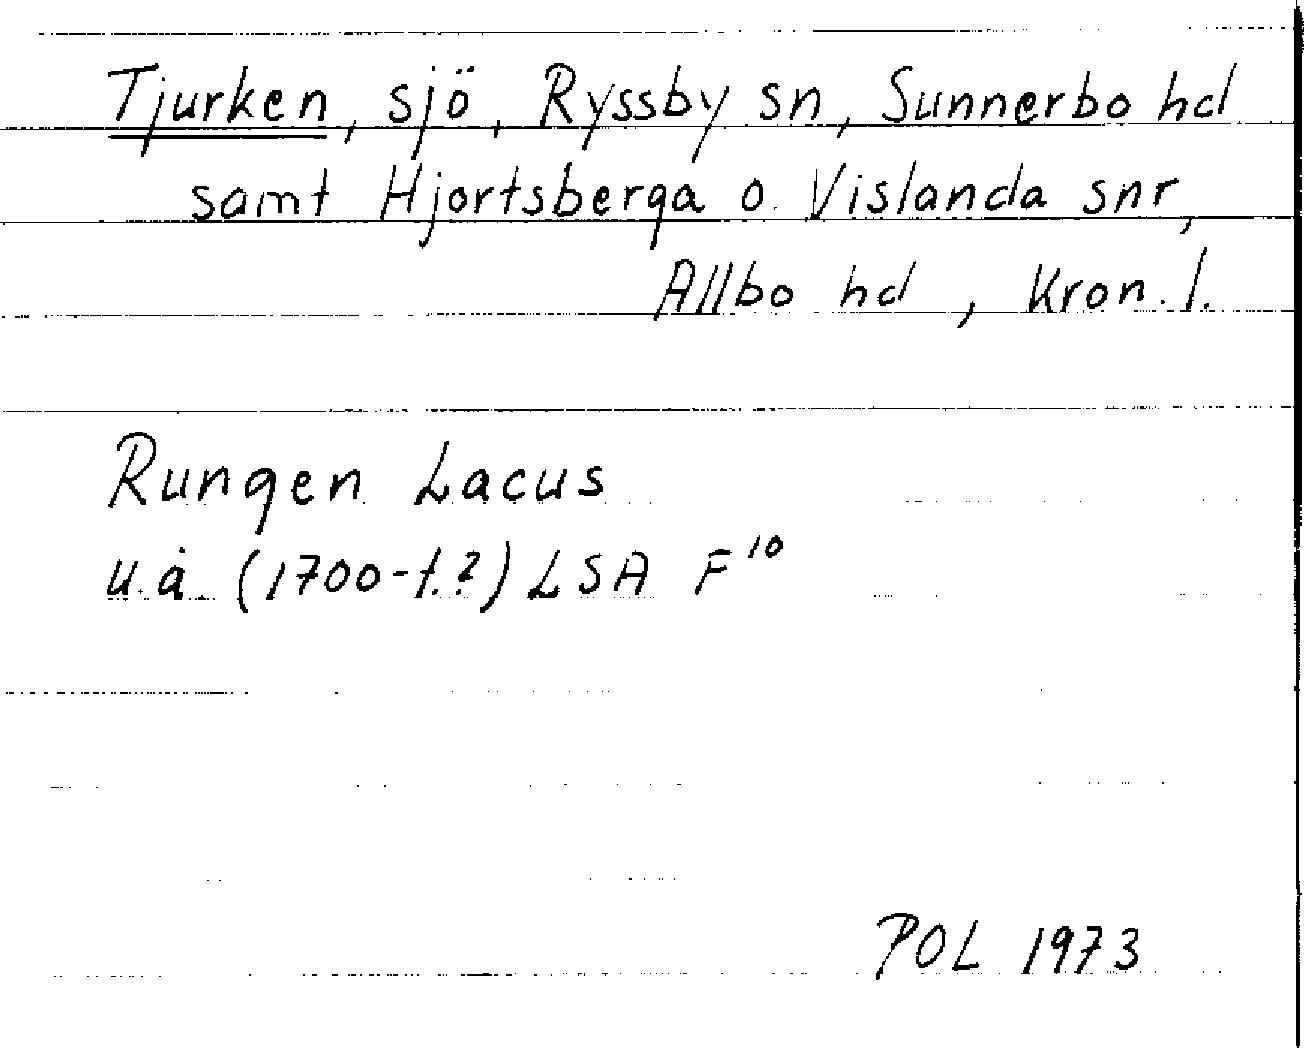 Tjurken, sjö, Ryssby sn, Sunnerbo hd
samt Hjortsberga o. Vislanda snr,
Allbo hd, Kron. l.
Rungen Lacus
u.å. (1700-t.?) LSA F¹⁰
POL 1973